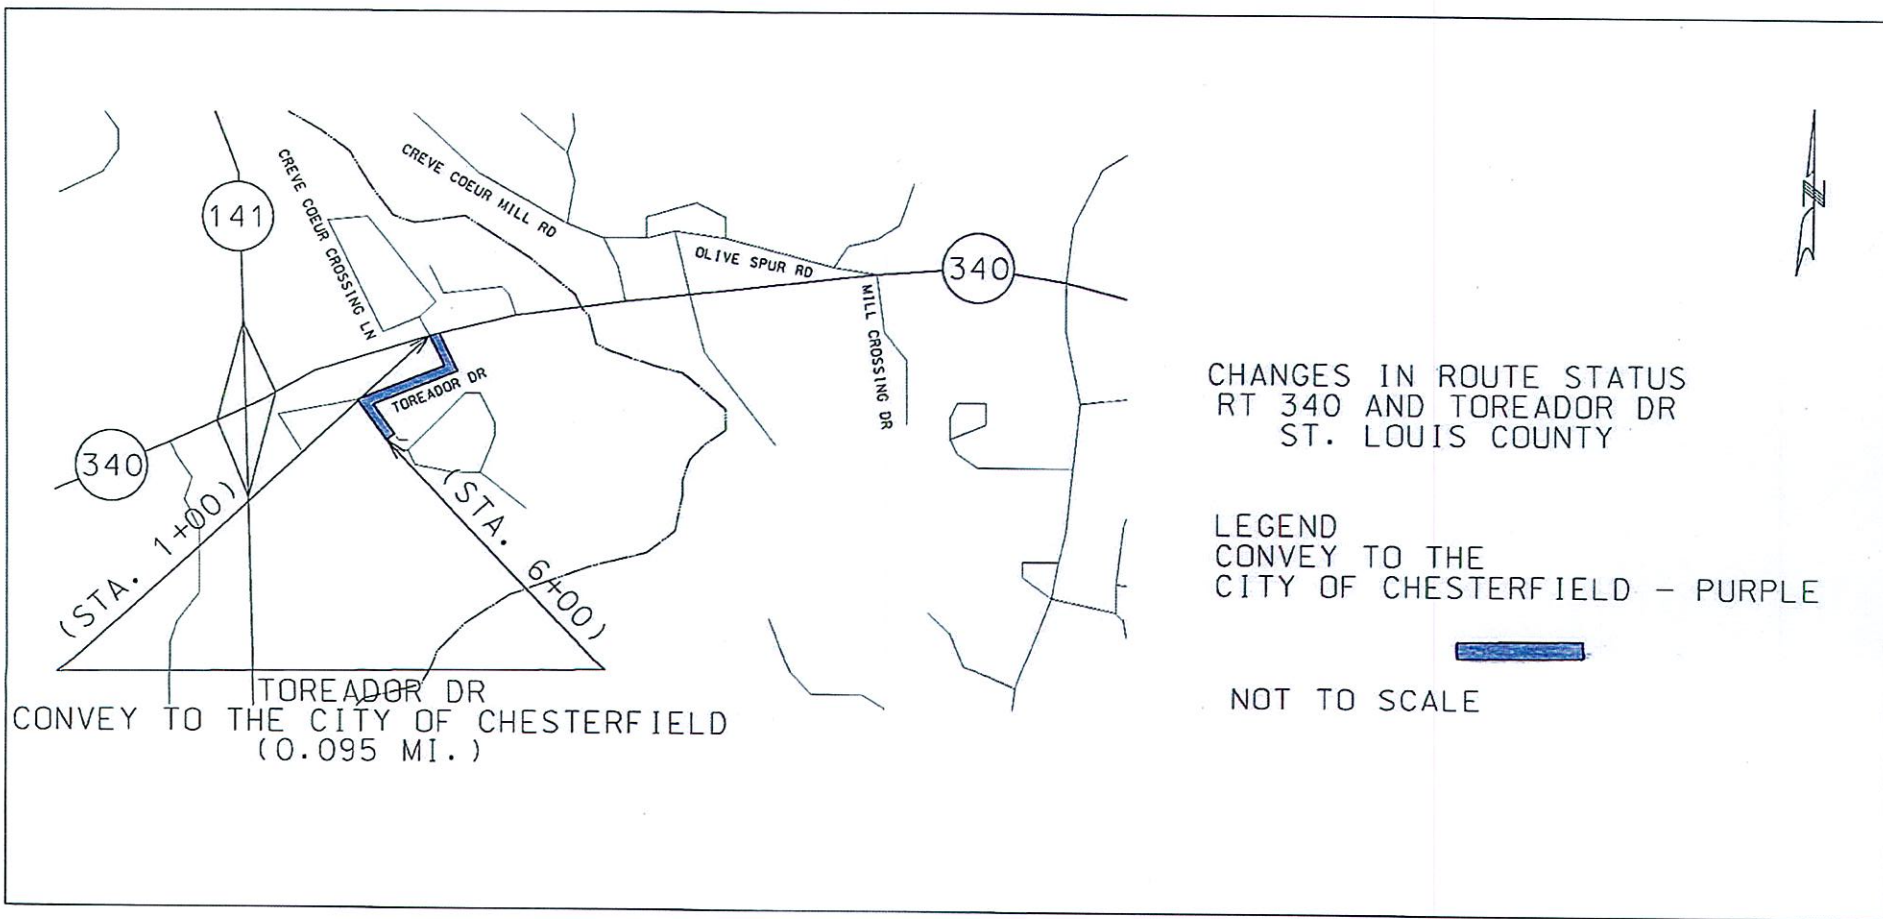 141
CREVE COEUR CROSSING LN
CREVE COEUR MILL RD
OLIVE SPUR RD
340
MILL CROSSING DR
TOREADOR DR
340
(STA. 1+00)
(STA. 6+00)
TOREADOR DR
CONVEY TO THE CITY OF CHESTERFIELD
(0.095 MI.)
N
CHANGES IN ROUTE STATUS
RT 340 AND TOREADOR DR
ST. LOUIS COUNTY
LEGEND
CONVEY TO THE
CITY OF CHESTERFIELD - PURPLE
NOT TO SCALE